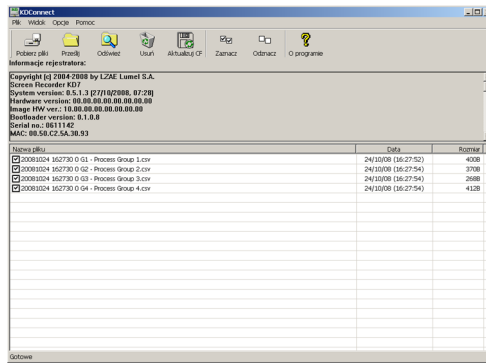 KDConnect
Plik Widok Opcje Pomoc
Pobierz pliki Prześlij Odśwież Usuń Aktualizuj CF Zaznacz Odznacz O programie
Informacje rejestratora:
Copyright (c) 2004-2008 by LZAE Lumel S.A.
Screen Recorder KD7
System version: 0.5.1.3 [27/10/2008, 07:28]
Hardware version: 00.00.00.00.00.00.00.00
Image HW ver.: 10.00.00.00.00.00.00.00
Bootloader version: 0.1.0.8
Serial no.: 0611142
MAC: 00.50.C2.5A.30.93
Nazwa pliku Data Rozmiar
20081024 162730 0 G1 - Process Group 1.csv 24/10/08 (16:27:52) 400B
20081024 162730 0 G2 - Process Group 2.csv 24/10/08 (16:27:54) 370B
20081024 162730 0 G3 - Process Group 3.csv 24/10/08 (16:27:54) 268B
20081024 162730 0 G4 - Process Group 4.csv 24/10/08 (16:27:54) 412B
Gotowe